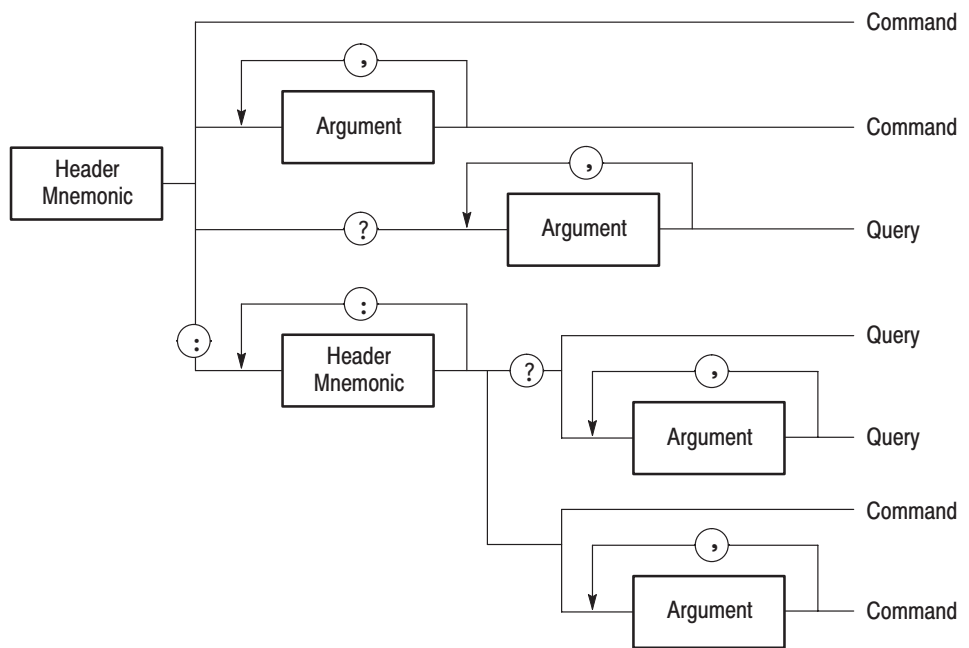 Command
,
Argument
Command
Header
Mnemonic
,
?
Argument
Query
:
:
Header
Mnemonic
?
Query
,
Argument
Query
Command
,
Argument
Command